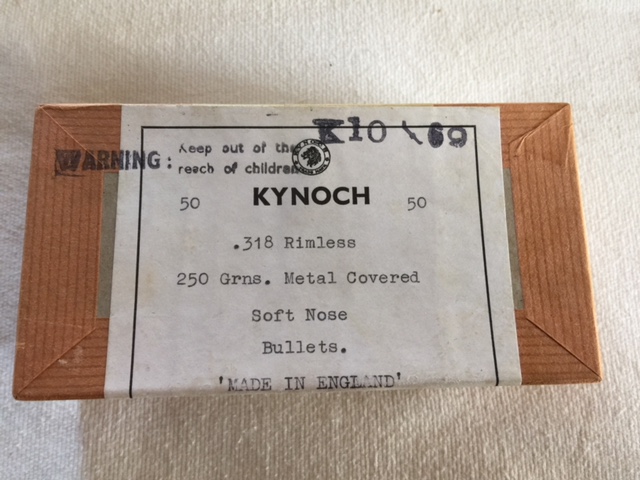 K10 69
WARNING: Keep out of the
reach of children
50 KYNOCH 50
.318 Rimless
250 Grns. Metal Covered
Soft Nose
Bullets.
'MADE IN ENGLAND'